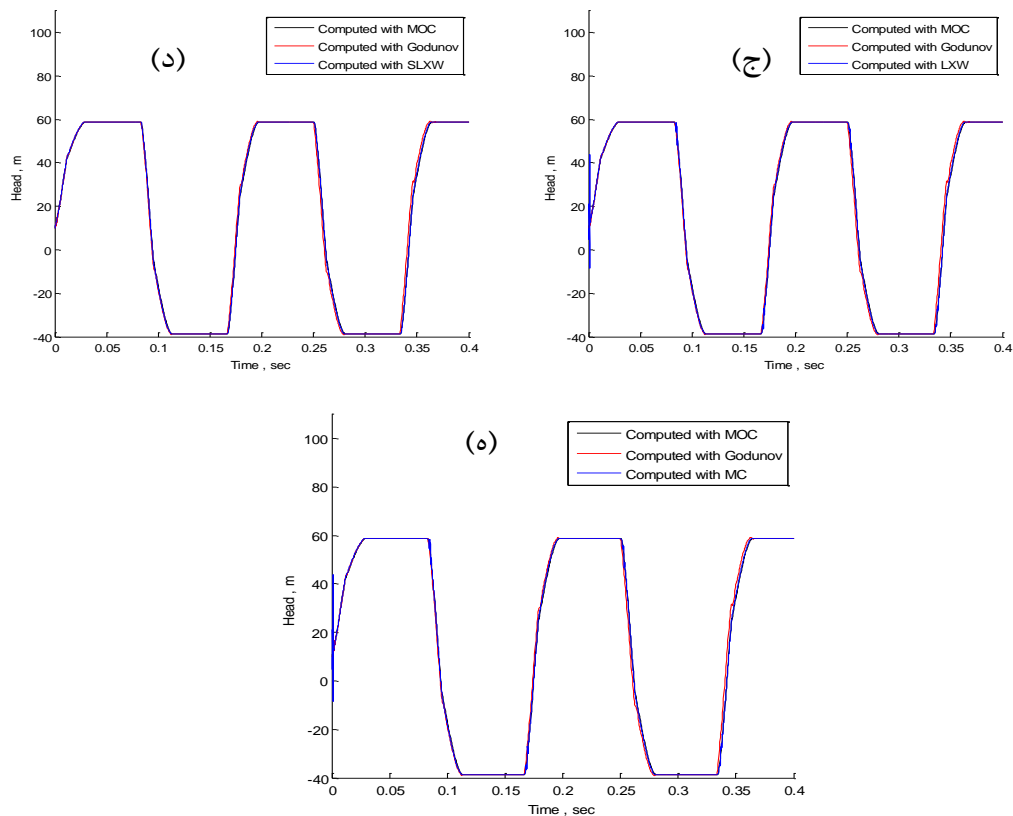 Computed with MOC
Computed with Godunov
Computed with SLXW
(د)
100
80
60
40
20
0
-20
-40
Head , m
0 0.05 0.1 0.15 0.2 0.25 0.3 0.35 0.4
Time , sec
Computed with MOC
Computed with Godunov
Computed with LXW
(ج)
100
80
60
40
20
0
-20
-40
Head , m
0 0.05 0.1 0.15 0.2 0.25 0.3 0.35 0.4
Time , sec
Computed with MOC
Computed with Godunov
Computed with MC
(ه)
100
80
60
40
20
0
-20
-40
Head , m
0 0.05 0.1 0.15 0.2 0.25 0.3 0.35 0.4
Time , sec